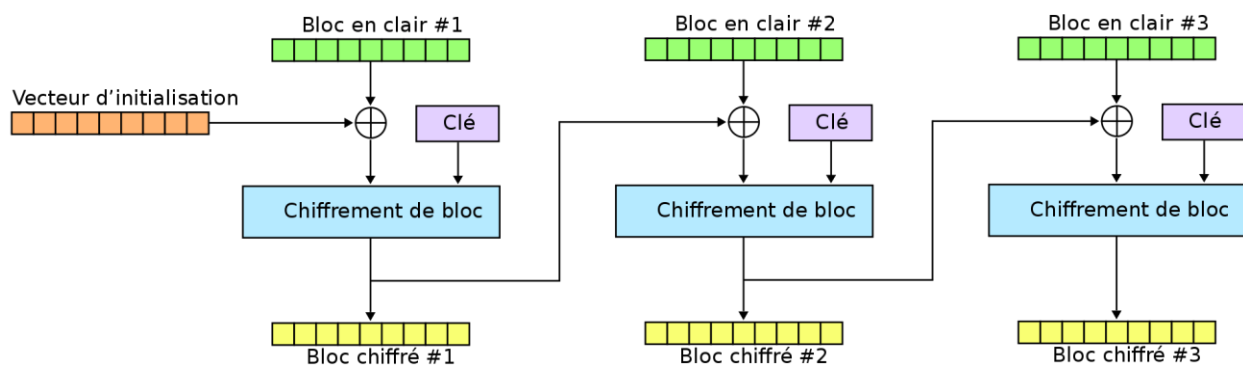 Bloc en clair #1
Bloc en clair #2
Bloc en clair #3
Vecteur d’initialisation
Clé
Clé
Clé
Chiffrement de bloc
Chiffrement de bloc
Chiffrement de bloc
Bloc chiffré #1
Bloc chiffré #2
Bloc chiffré #3